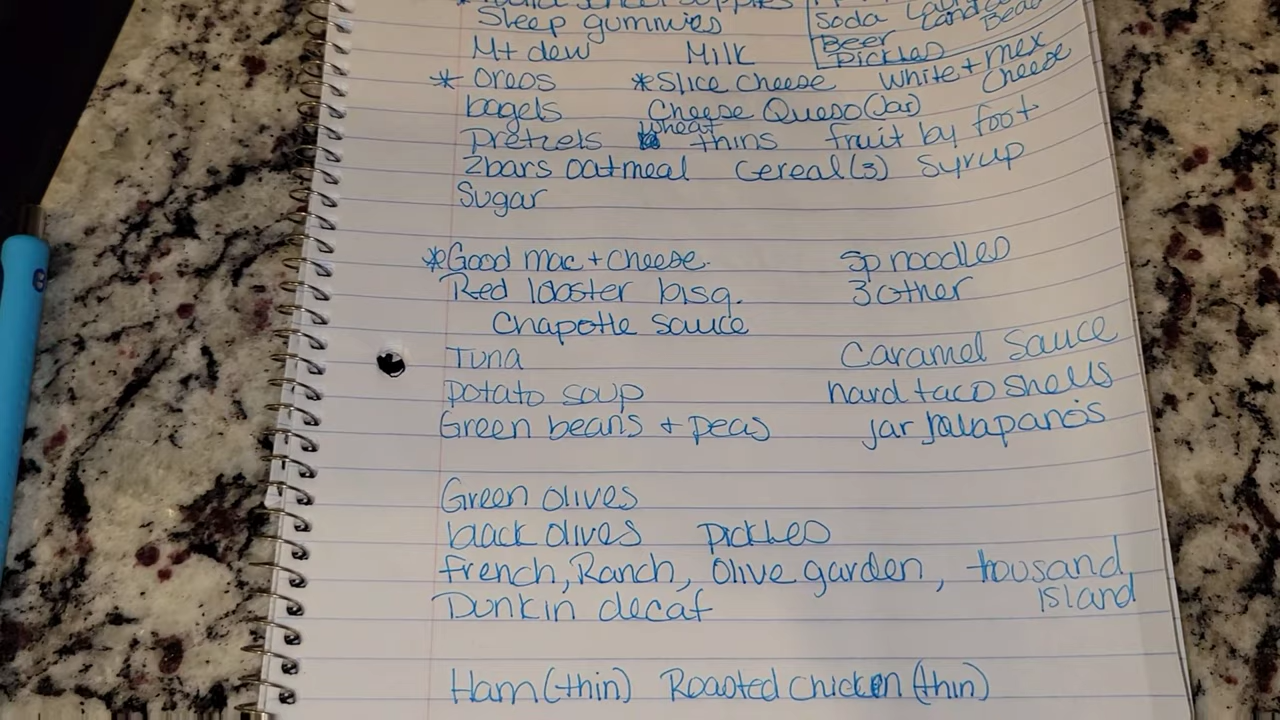 Sleep gummies
Soda
Mt dew Milk
Beer
Pickles
* Oreos *Slice cheese White + mex cheese
bagels Cheese Queso (Jar)
pretzels wheat thins fruit by foot
2bars oatmeal Cereal (3) Syrup
Sugar
*Good mac + cheese. Sp noodles
Red lobster bisq. 3 other
Chapotle sauce
Tuna Caramel Sauce
potato soup hard taco shells
Green beans + peas jar Jalapanos
Green olives
black olives pickles
french, Ranch, Olive garden, thousand island
Dunkin decaf
Ham (thin) Roasted chicken (thin)